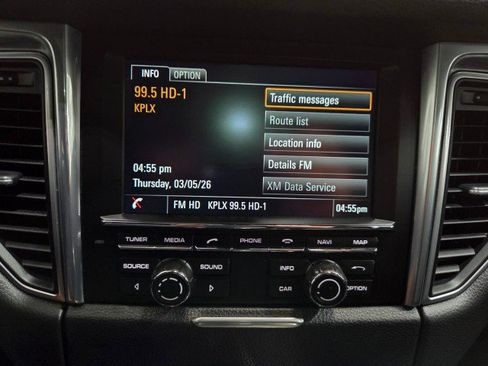 INFO OPTION
99.5 HD-1
KPLX
Traffic messages
Route list
Location info
Details FM
XM Data Service
04:55 pm
Thursday, 03/05/26
FM HD KPLX 99.5 HD-1 04:55pm
TUNER MEDIA PHONE NAVI MAP
SOURCE SOUND INFO
CAR OPTION